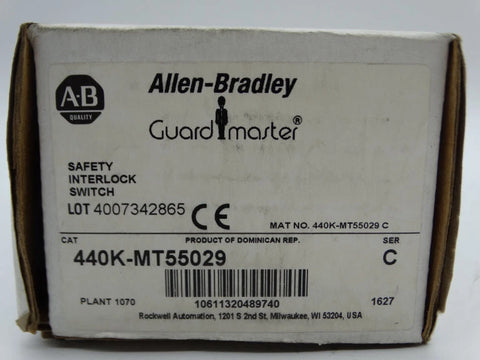 A-B
QUALITY
Allen-Bradley
Guardmaster®
SAFETY
INTERLOCK
SWITCH
LOT 4007342865 CE
MAT NO. 440K-MT55029 C
CAT PRODUCT OF DOMINICAN REP. SER
440K-MT55029 C
PLANT 1070 10611320489740 1627
Rockwell Automation, 1201 S 2nd St, Milwaukee, WI 53204, USA